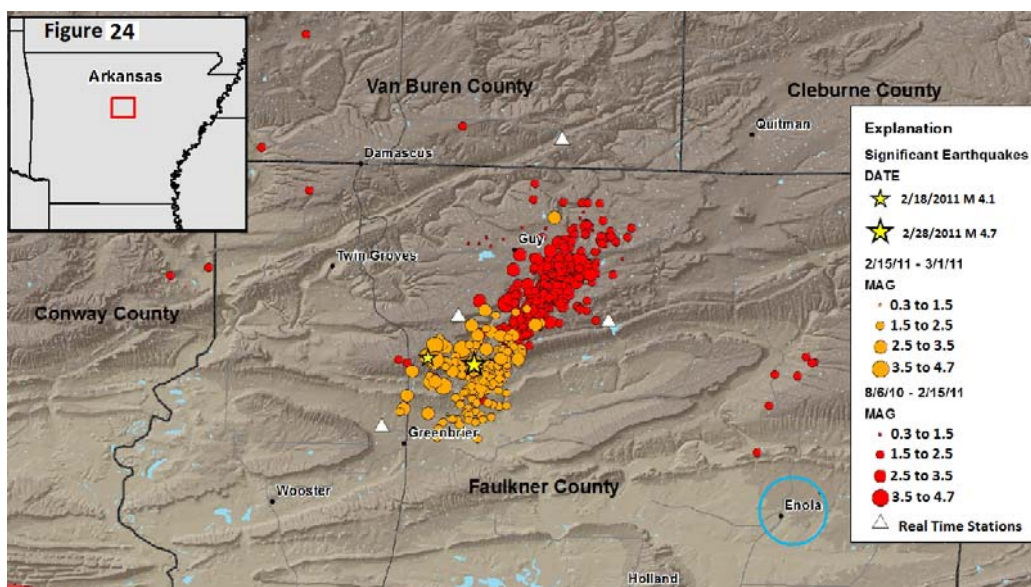 Figure 24
Arkansas
Van Buren County
Cleburne County
Quitman
Damascus
Guy
Twin Groves
Conway County
Greenbrier
Wooster
Faulkner County
Enola
Holland
Explanation
Significant Earthquakes
DATE
2/18/2011 M 4.1
2/28/2011 M 4.7
2/15/11 - 3/1/11
MAG
0.3 to 1.5
1.5 to 2.5
2.5 to 3.5
3.5 to 4.7
8/6/10 - 2/15/11
MAG
0.3 to 1.5
1.5 to 2.5
2.5 to 3.5
3.5 to 4.7
Real Time Stations